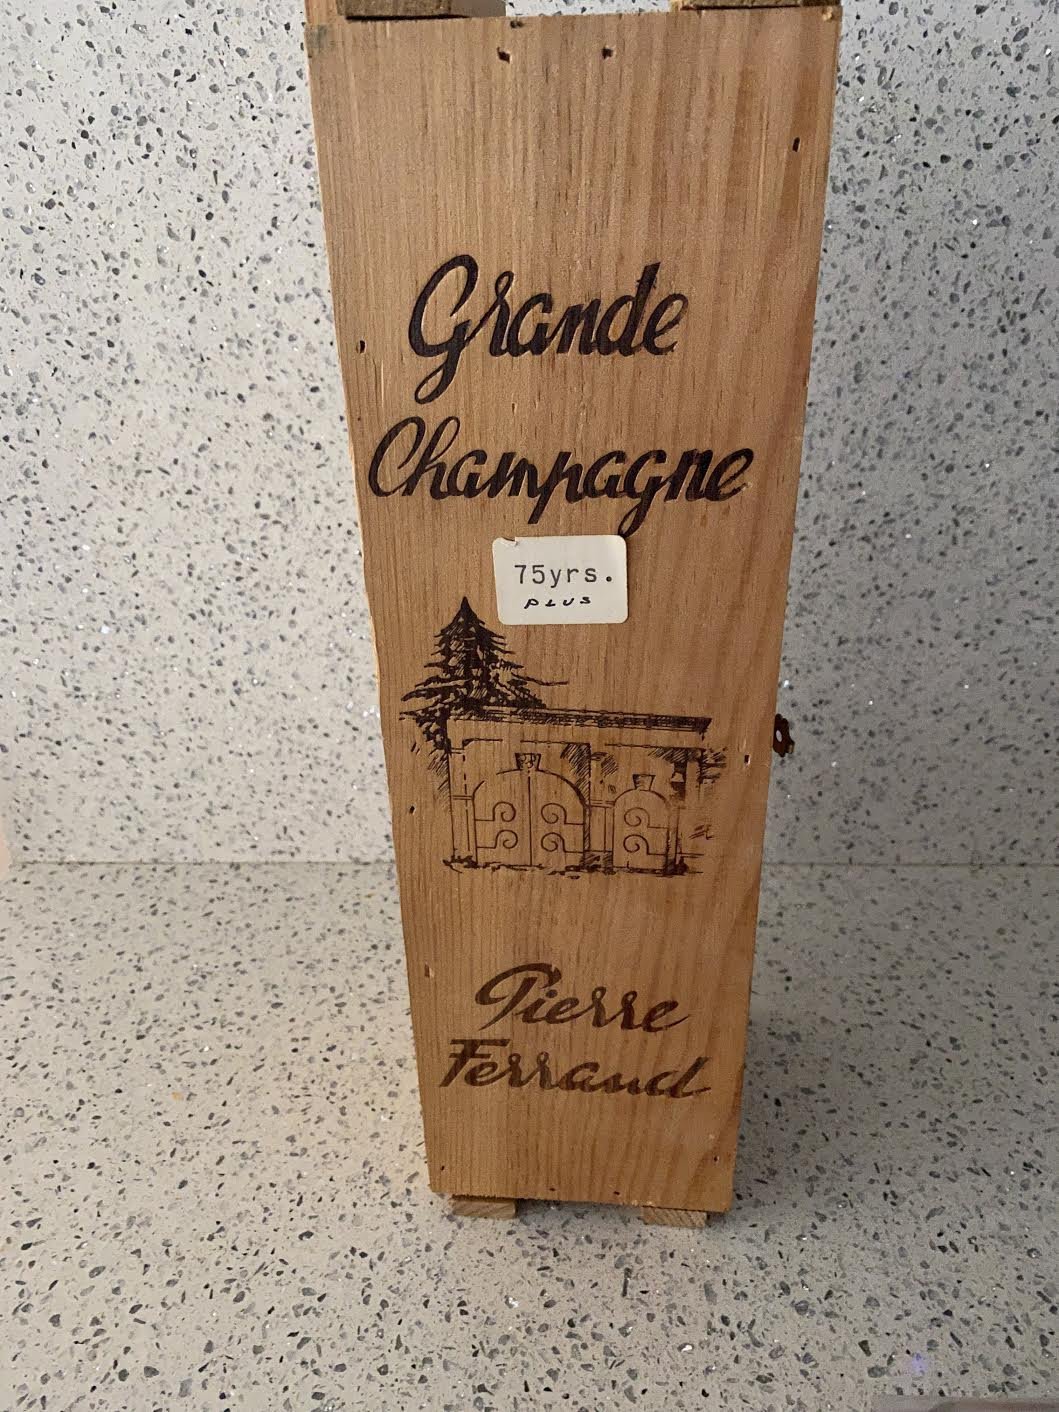 Grande
Champagne
75yrs.
PLUS
Pierre
Ferrand